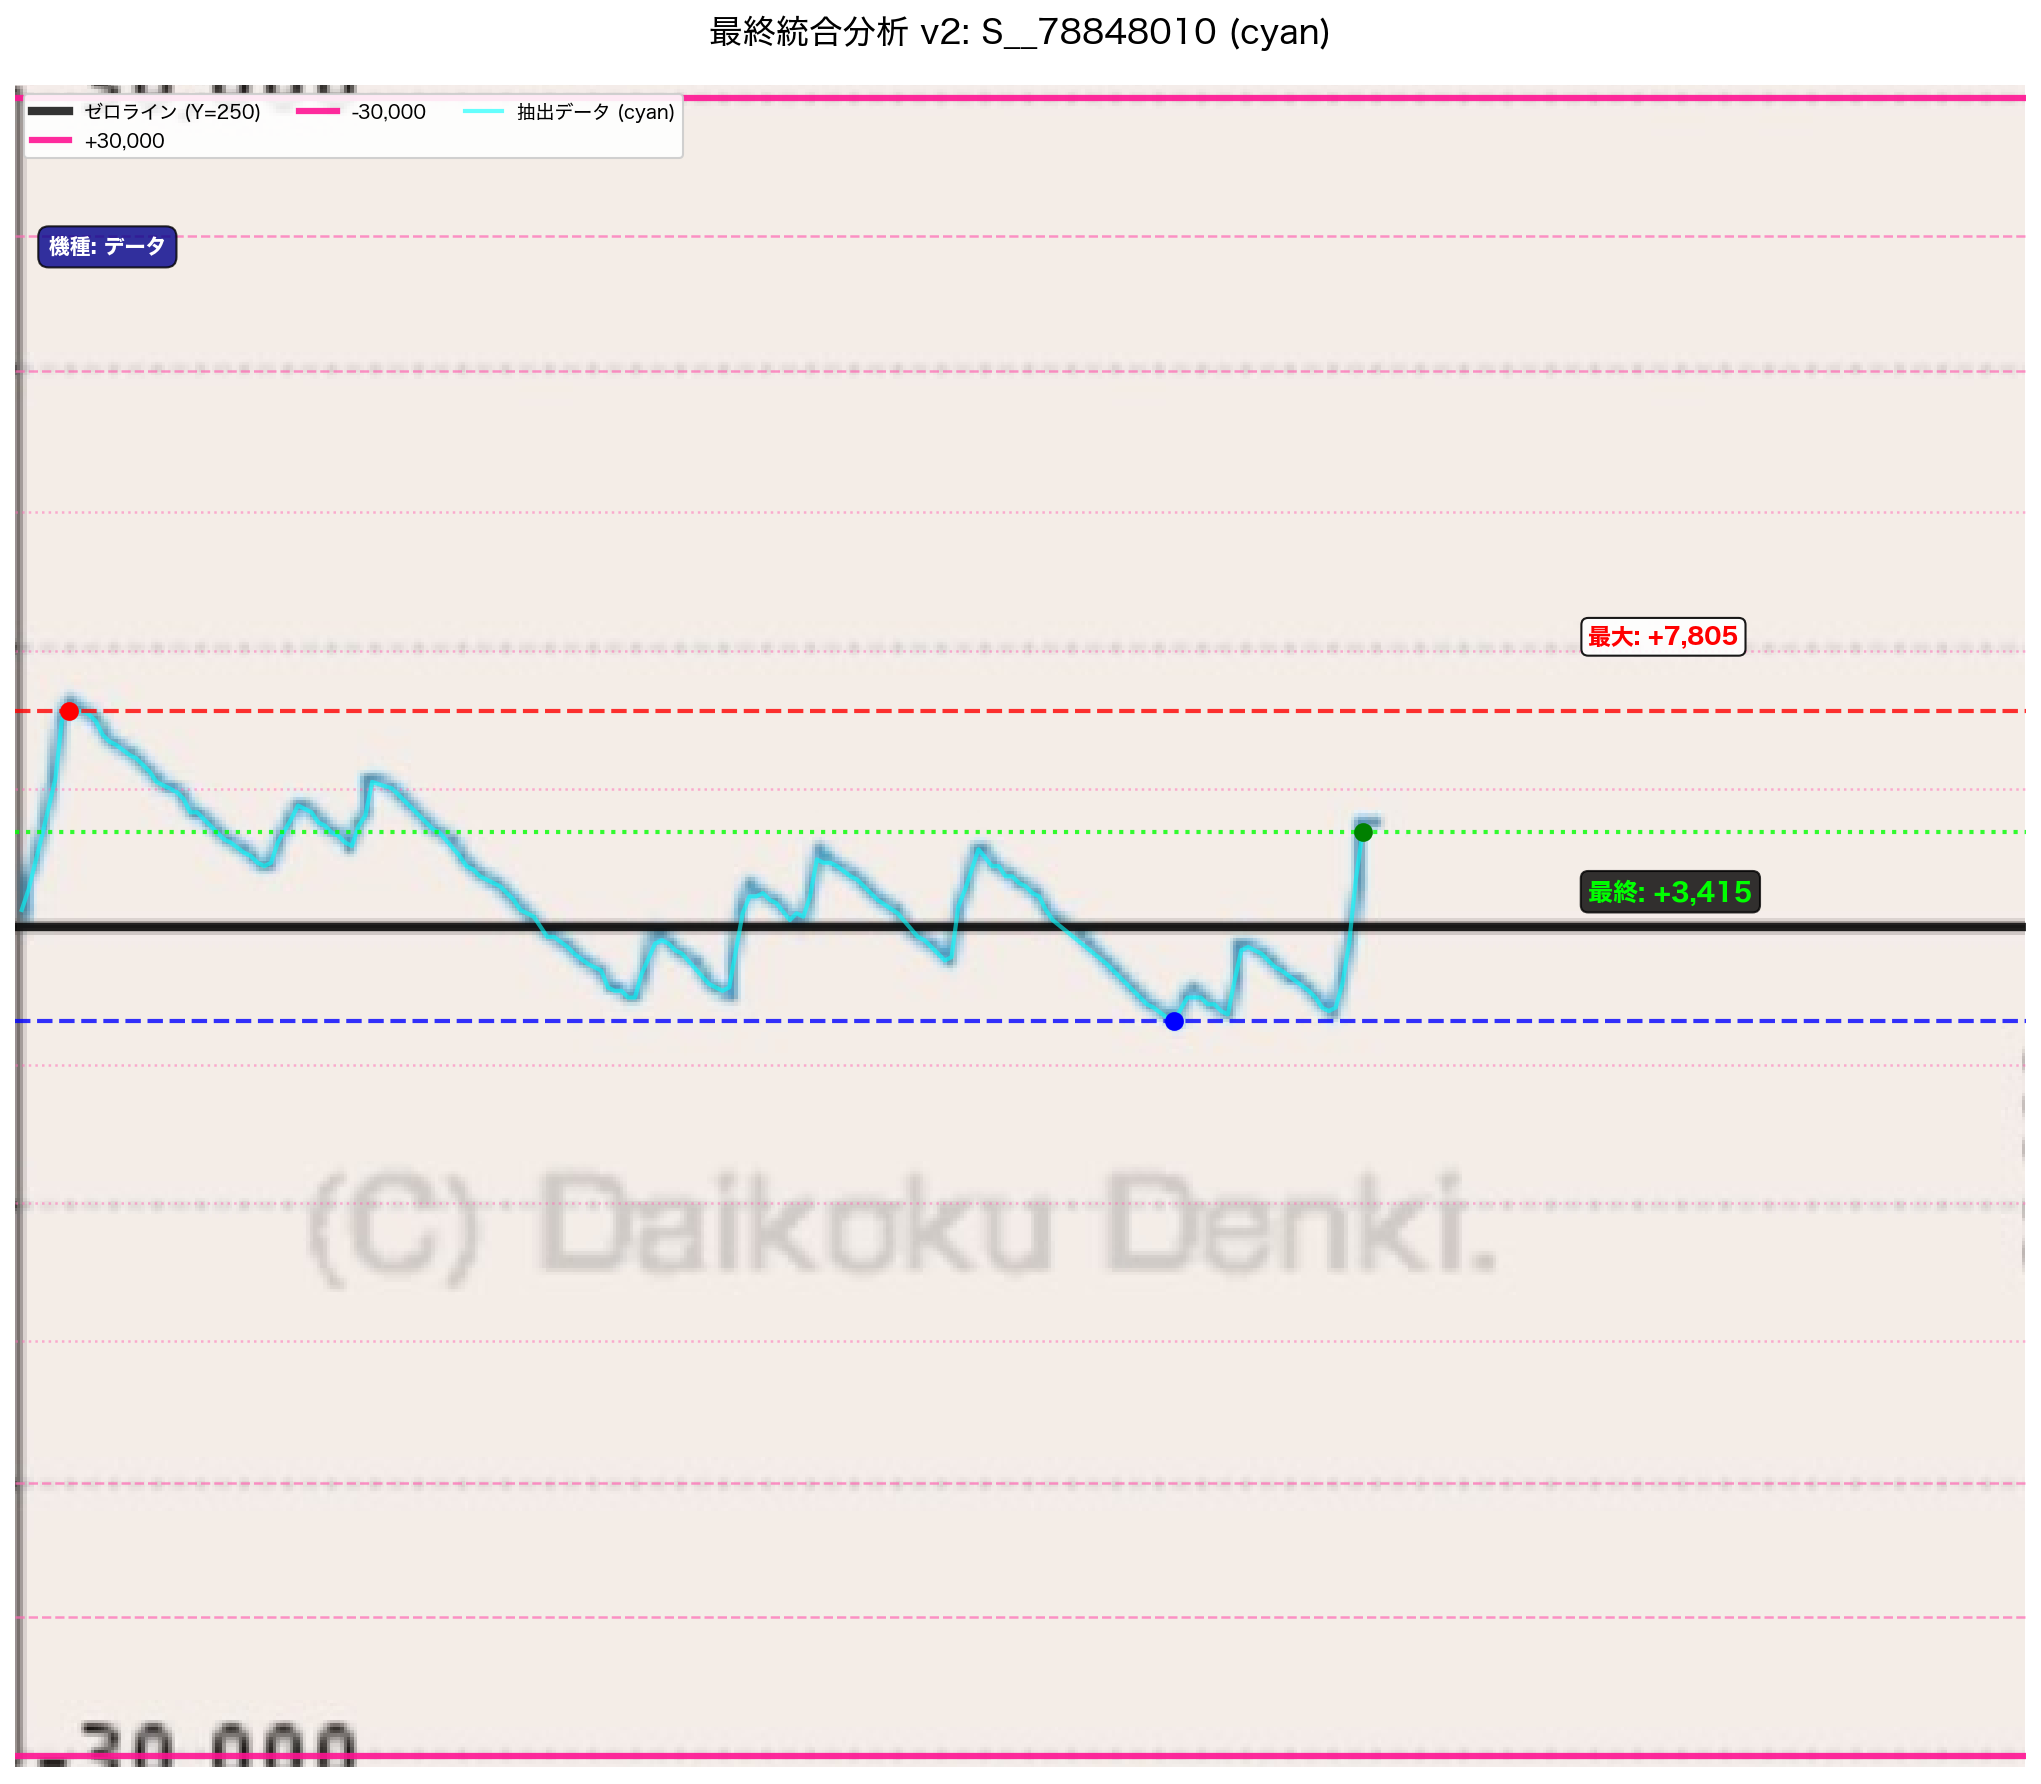 最終統合分析 v2: S__78848010 (cyan)
30,000
ゼロライン (Y=250)
-30,000
抽出データ (cyan)
+30,000
機種: データ
最大: +7,805
最終: +3,415
(C) Daikoku Denki.
-30,000